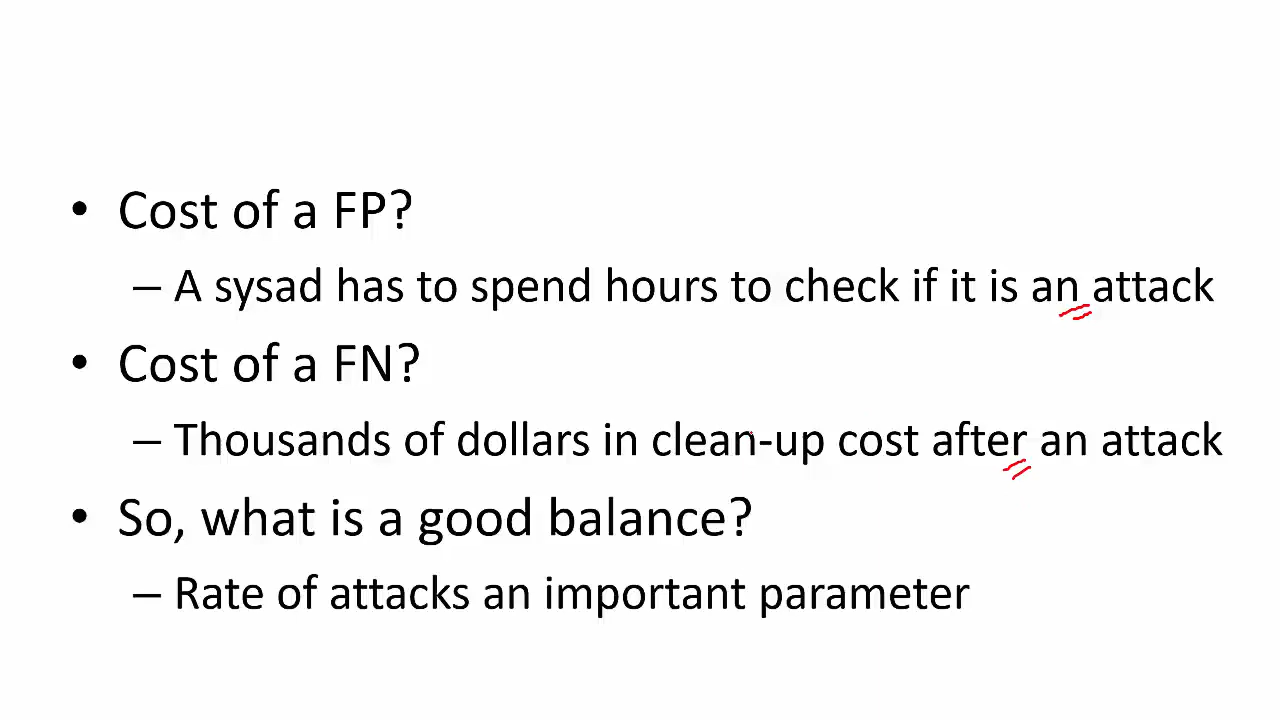 • Cost of a FP?
– A sysad has to spend hours to check if it is an attack
• Cost of a FN?
– Thousands of dollars in clean-up cost after an attack
• So, what is a good balance?
– Rate of attacks an important parameter